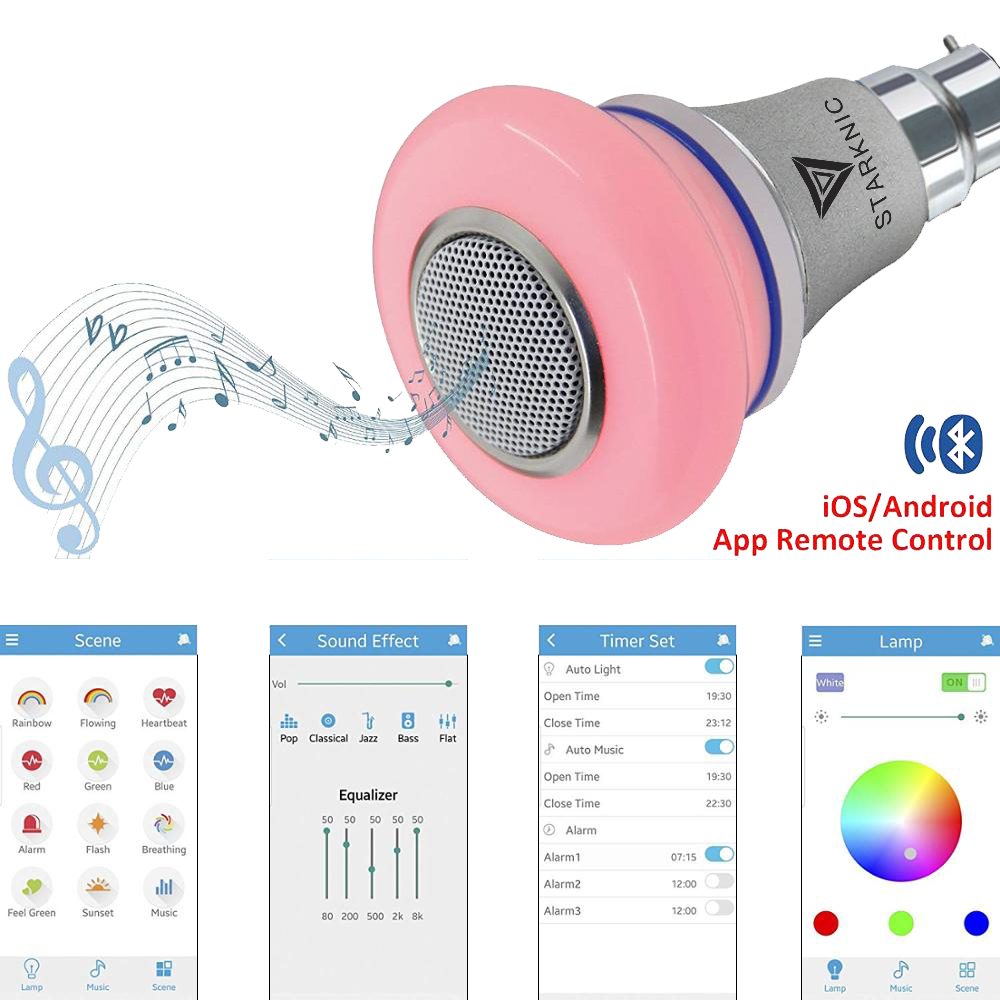 STARKNIC
iOS/Android
App Remote Control
Scene
Rainbow Flowing Heartbeat
Red Green Blue
Alarm Flash Breathing
Feel Green Sunset Music
Lamp Music Scene
Sound Effect
Vol
Pop Classical Jazz Bass Flat
Equalizer
50 50 50 50 50
80 200 500 2k 8k
Timer Set
Auto Light
Open Time 19:30
Close Time 23:12
Auto Music
Open Time 19:30
Close Time 22:30
Alarm
Alarm1 07:15
Alarm2 12:00
Alarm3 12:00
Lamp
White ON
Lamp Music Scene